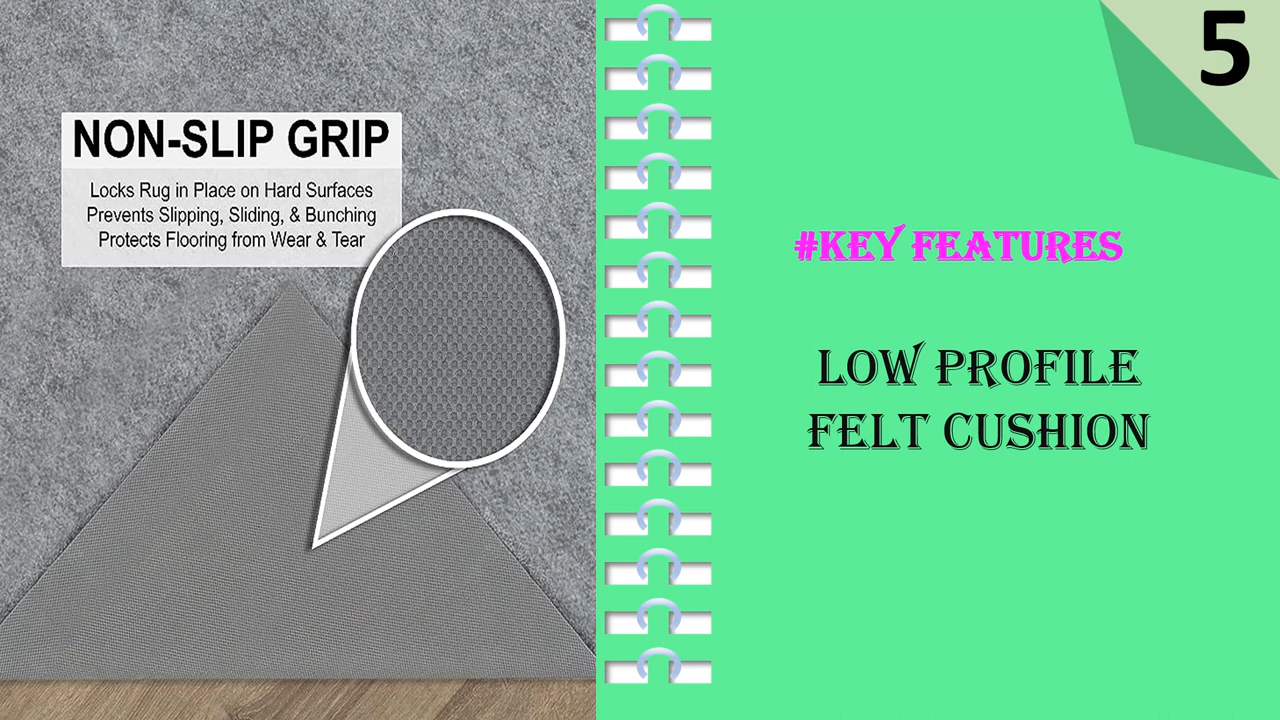 NON-SLIP GRIP
Locks Rug in Place on Hard Surfaces
Prevents Slipping, Sliding, & Bunching
Protects Flooring from Wear & Tear
5
#KEY FEATURES
LOW PROFILE
FELT CUSHION